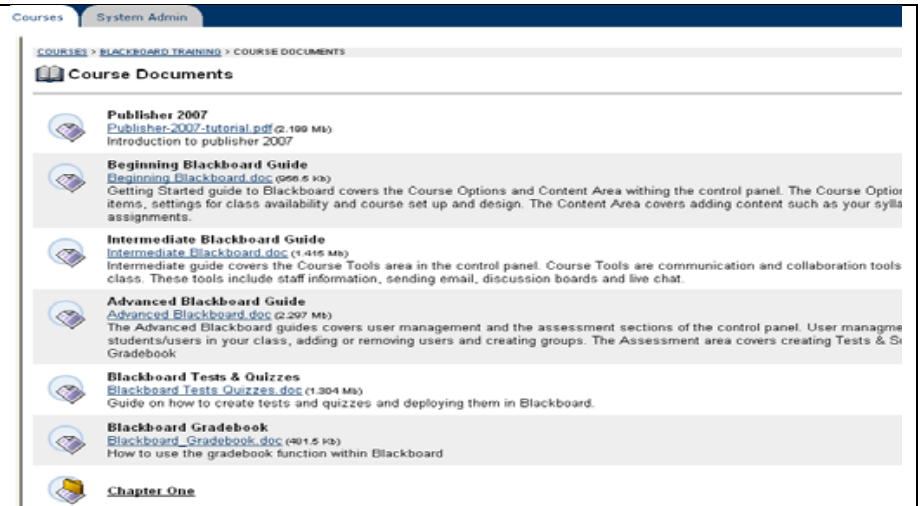 Courses System Admin
COURSES > BLACKBOARD TRAINING > COURSE DOCUMENTS
Course Documents
Publisher 2007
Publisher-2007-tutorial.pdf (2.199 Mb)
Introduction to publisher 2007
Beginning Blackboard Guide
Beginning Blackboard.doc (956.5 Kb)
Getting Started guide to Blackboard covers the Course Options and Content Area withing the control panel. The Course Option
items, settings for class availability and course set up and design. The Content Area covers adding content such as your sylla
assignments.
Intermediate Blackboard Guide
Intermediate Blackboard.doc (1.415 Mb)
Intermediate guide covers the Course Tools area in the control panel. Course Tools are communication and collaboration tools
class. These tools include staff information, sending email, discussion boards and live chat.
Advanced Blackboard Guide
Advanced Blackboard.doc (2.297 Mb)
The Advanced Blackboard guides covers user management and the assessment sections of the control panel. User managme
students/users in your class, adding or removing users and creating groups. The Assessment area covers creating Tests & S
Gradebook
Blackboard Tests & Quizzes
Blackboard Tests Quizzes.doc (1.304 Mb)
Guide on how to create tests and quizzes and deploying them in Blackboard.
Blackboard Gradebook
Blackboard_Gradebook.doc (401.5 Kb)
How to use the gradebook function within Blackboard
Chapter One